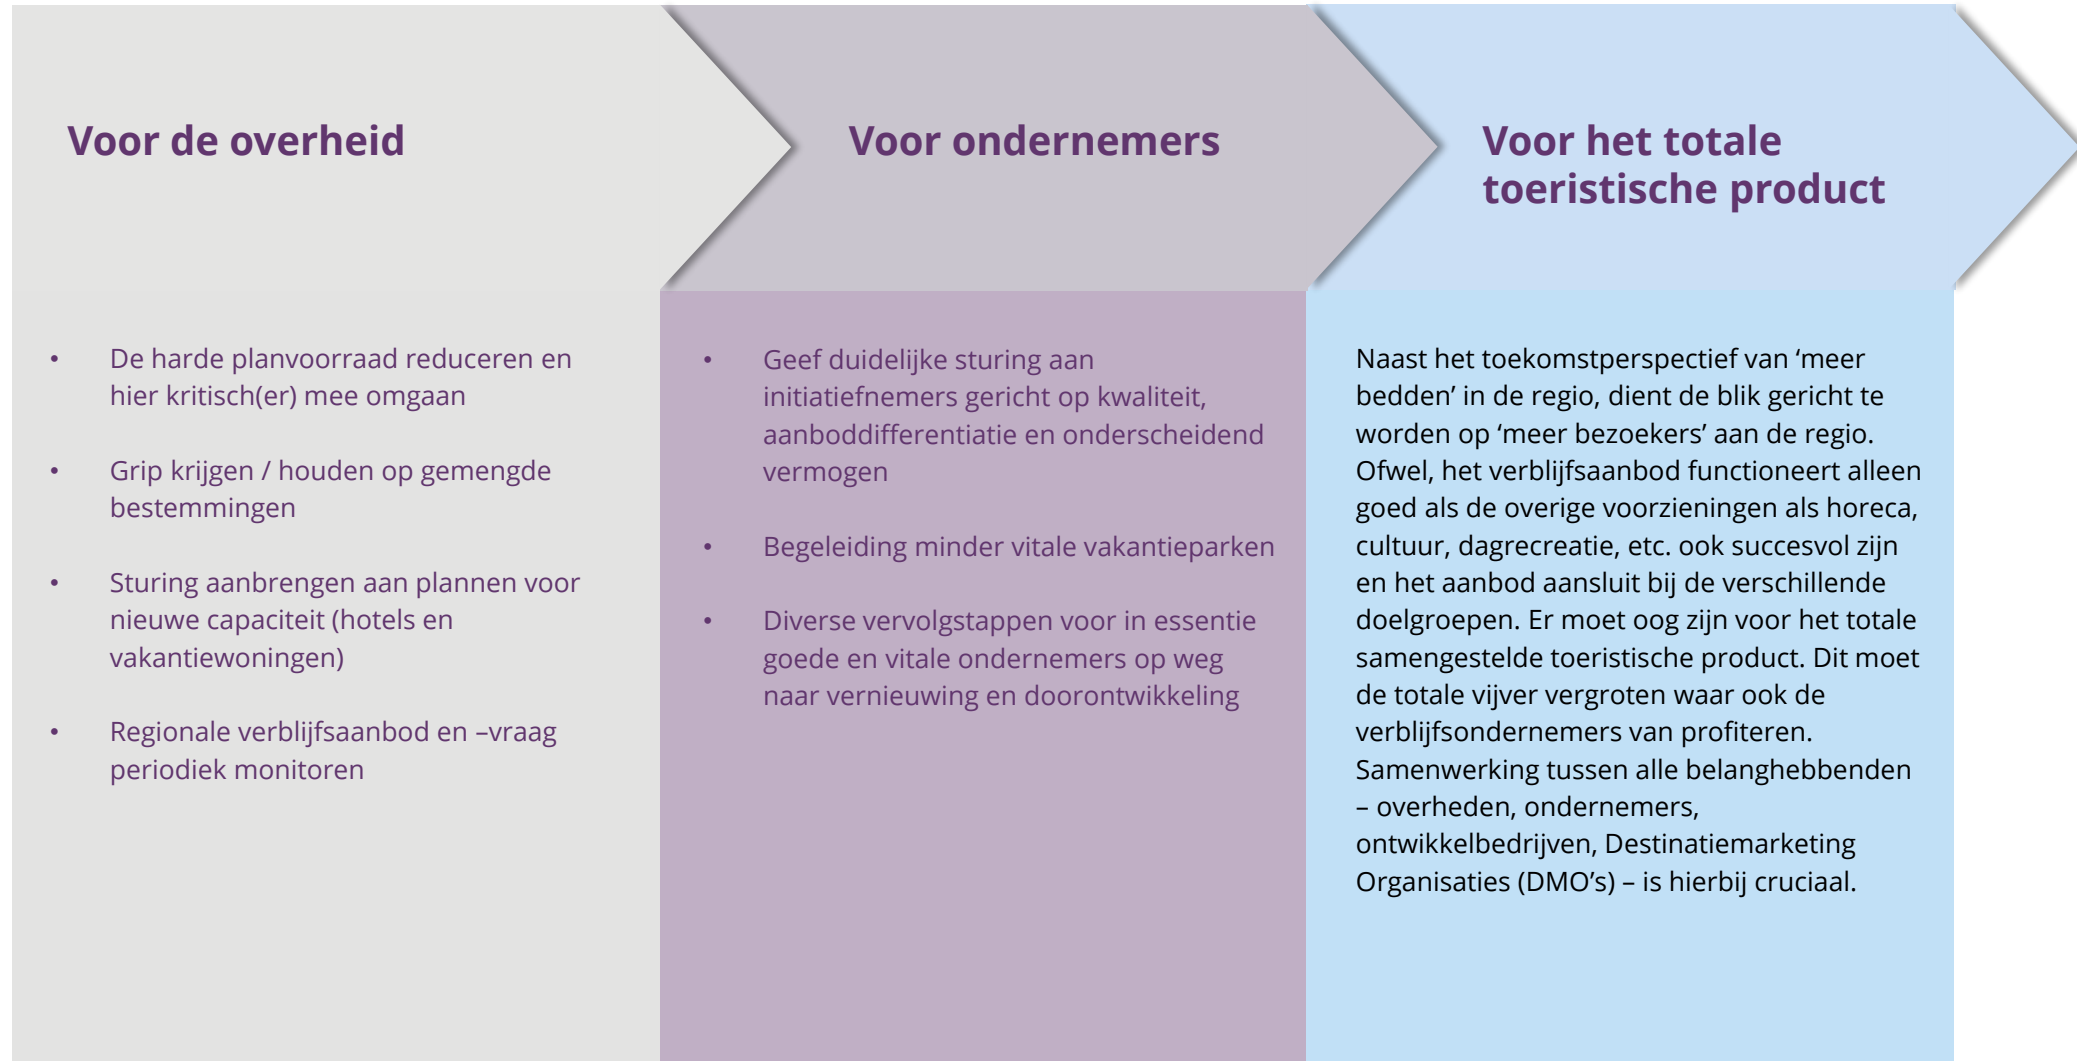 Voor de overheid
• De harde planvoorraad reduceren en
hier kritisch(er) mee omgaan
• Grip krijgen / houden op gemengde
bestemmingen
• Sturing aanbrengen aan plannen voor
nieuwe capaciteit (hotels en
vakantiewoningen)
• Regionale verblijfsaanbod en –vraag
periodiek monitoren
Voor ondernemers
• Geef duidelijke sturing aan
initiatiefnemers gericht op kwaliteit,
aanboddifferentiatie en onderscheidend
vermogen
• Begeleiding minder vitale vakantieparken
• Diverse vervolgstappen voor in essentie
goede en vitale ondernemers op weg
naar vernieuwing en doorontwikkeling
Voor het totale
toeristische product
Naast het toekomstperspectief van ‘meer
bedden’ in de regio, dient de blik gericht te
worden op ‘meer bezoekers’ aan de regio.
Ofwel, het verblijfsaanbod functioneert alleen
goed als de overige voorzieningen als horeca,
cultuur, dagrecreatie, etc. ook succesvol zijn
en het aanbod aansluit bij de verschillende
doelgroepen. Er moet oog zijn voor het totale
samengestelde toeristische product. Dit moet
de totale vijver vergroten waar ook de
verblijfsondernemers van profiteren.
Samenwerking tussen alle belanghebbenden
– overheden, ondernemers,
ontwikkelbedrijven, Destinatiemarketing
Organisaties (DMO’s) – is hierbij cruciaal.